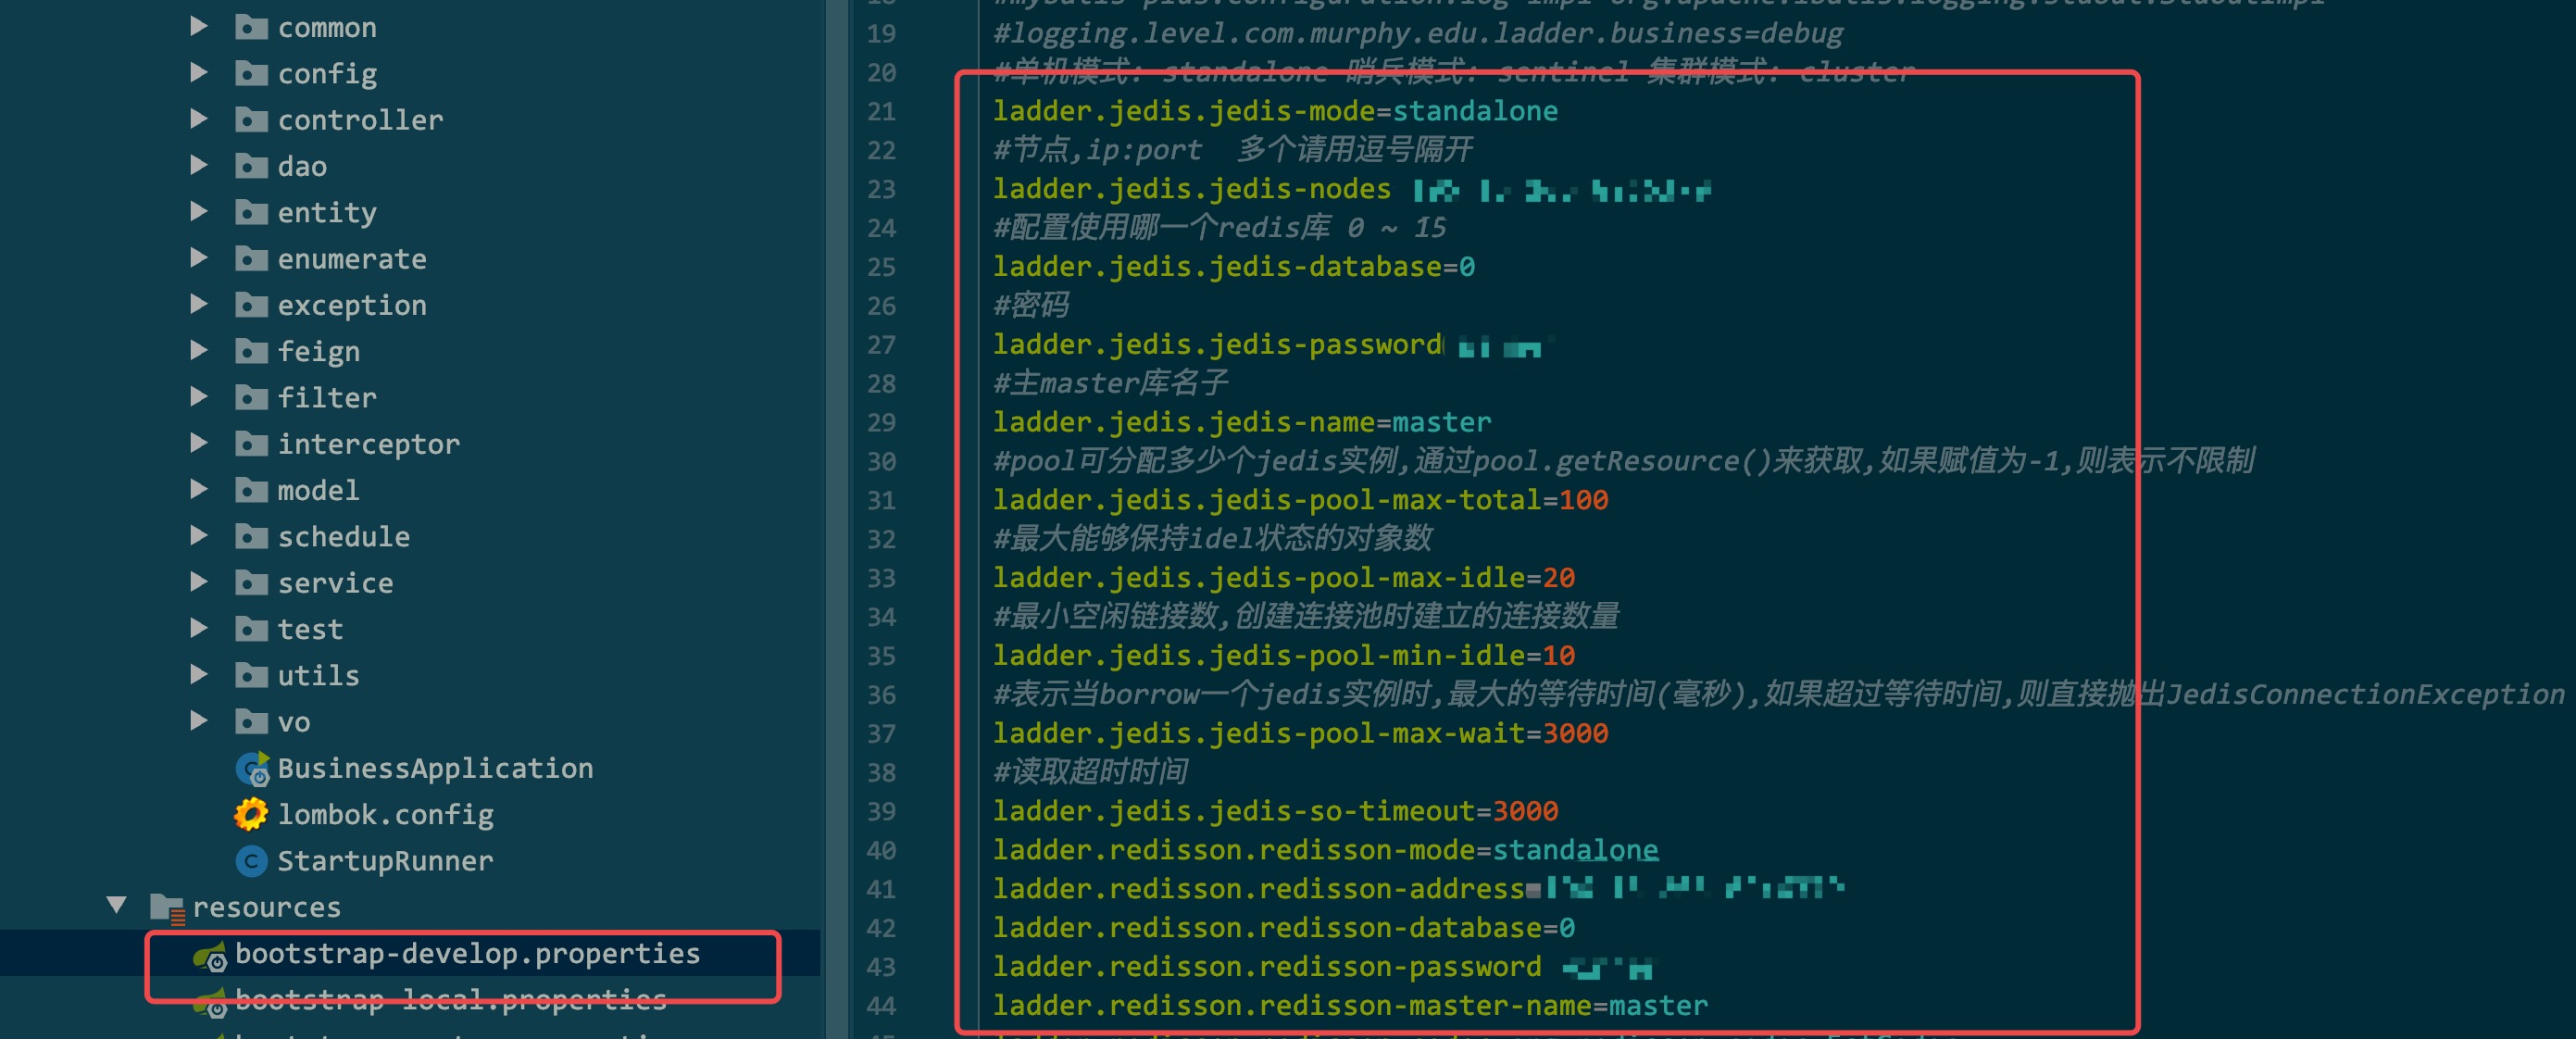 common
config
controller
dao
entity
enumerate
exception
feign
filter
interceptor
model
schedule
service
test
utils
vo
BusinessApplication
lombok.config
StartupRunner
resources
bootstrap-develop.properties
bootstrap-local.properties
19 #logging.level.com.murphy.edu.ladder.business=debug
20 #单机模式: standalone 哨兵模式: sentinel 集群模式: cluster
21 ladder.jedis.jedis-mode=standalone
22 #节点,ip:port 多个请用逗号隔开
23 ladder.jedis.jedis-nodes
24 #配置使用哪一个redis库 0 ~ 15
25 ladder.jedis.jedis-database=0
26 #密码
27 ladder.jedis.jedis-password
28 #主master库名子
29 ladder.jedis.jedis-name=master
30 #pool可分配多少个jedis实例,通过pool.getResource()来获取,如果赋值为-1,则表示不限制
31 ladder.jedis.jedis-pool-max-total=100
32 #最大能够保持idel状态的对象数
33 ladder.jedis.jedis-pool-max-idle=20
34 #最小空闲链接数,创建连接池时建立的连接数量
35 ladder.jedis.jedis-pool-min-idle=10
36 #表示当borrow一个jedis实例时,最大的等待时间(毫秒),如果超过等待时间,则直接抛出JedisConnectionException
37 ladder.jedis.jedis-pool-max-wait=3000
38 #读取超时时间
39 ladder.jedis.jedis-so-timeout=3000
40 ladder.redisson.redisson-mode=standalone
41 ladder.redisson.redisson-address=
42 ladder.redisson.redisson-database=0
43 ladder.redisson.redisson-password
44 ladder.redisson.redisson-master-name=master